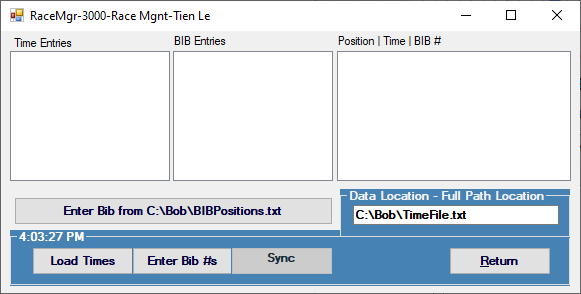 RaceMgr-3000-Race Mgnt-Tien Le
Time Entries
BIB Entries
Position | Time | BIB #
Enter Bib from C:\Bob\BIBPositions.txt
Data Location - Full Path Location
C:\Bob\TimeFile.txt
4:03:27 PM
Load Times
Enter Bib #s
Sync
Return